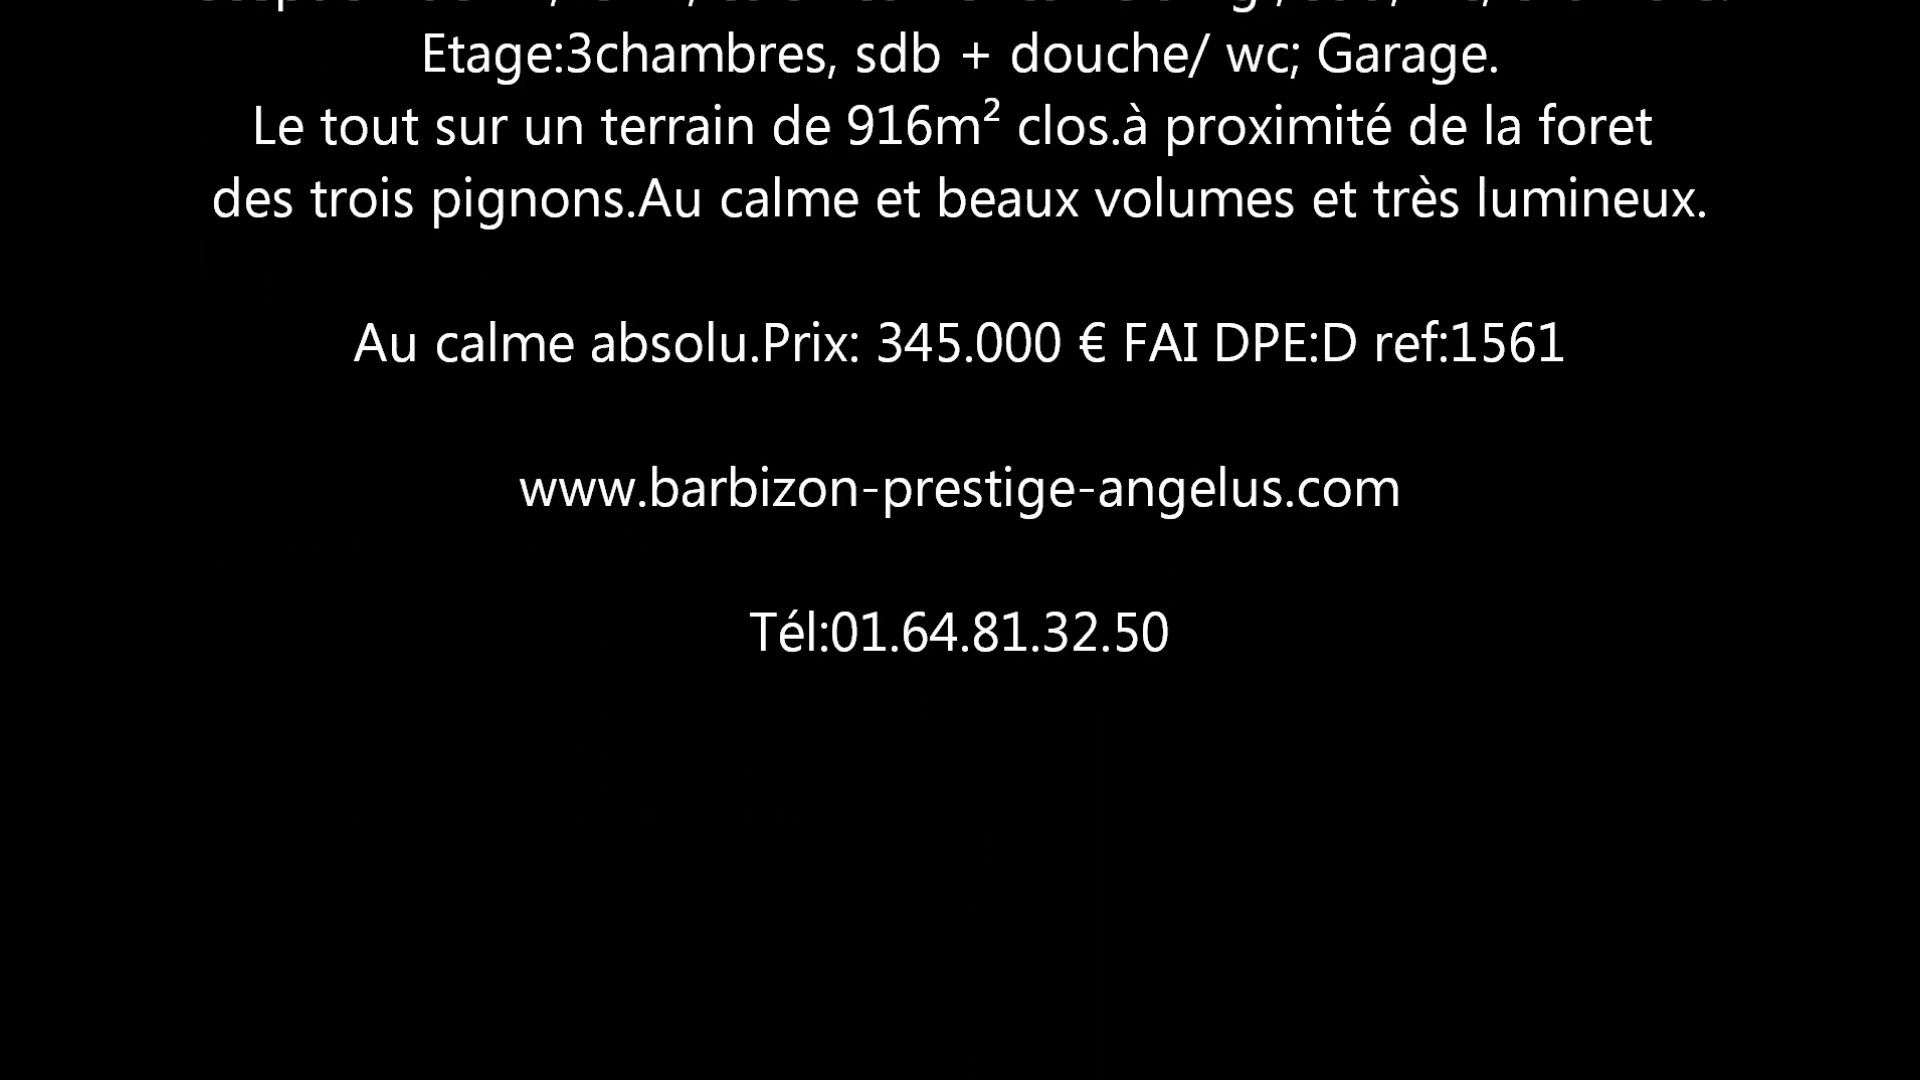 Etage:3chambres, sdb + douche/ wc; Garage.
Le tout sur un terrain de 916m² clos.à proximité de la foret
des trois pignons.Au calme et beaux volumes et très lumineux.
Au calme absolu.Prix: 345.000 € FAI DPE:D ref:1561
www.barbizon-prestige-angelus.com
Tél:01.64.81.32.50